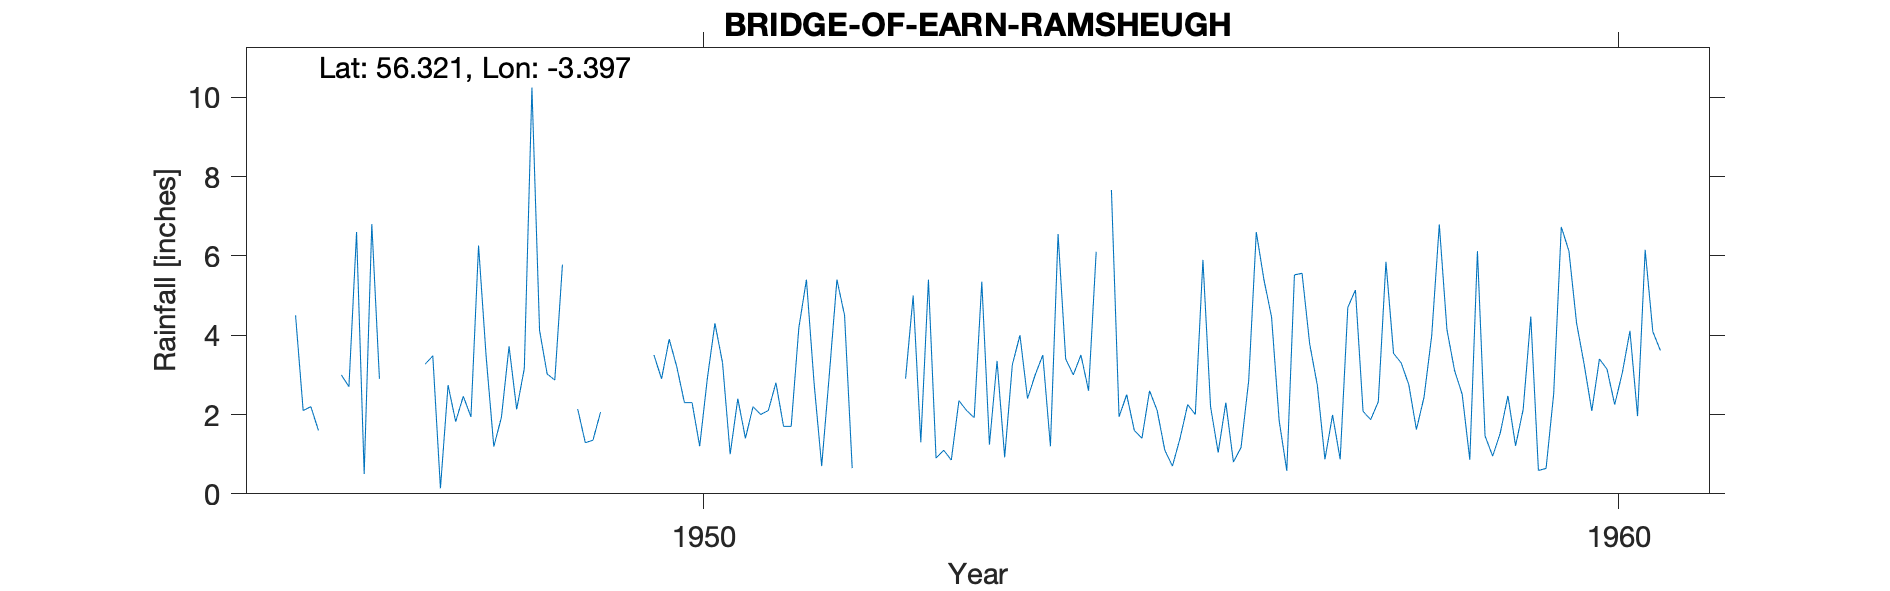 BRIDGE-OF-EARN-RAMSHEUGH
Lat: 56.321, Lon: -3.397
10
8
6
4
2
0
Rainfall [inches]
1950
1960
Year